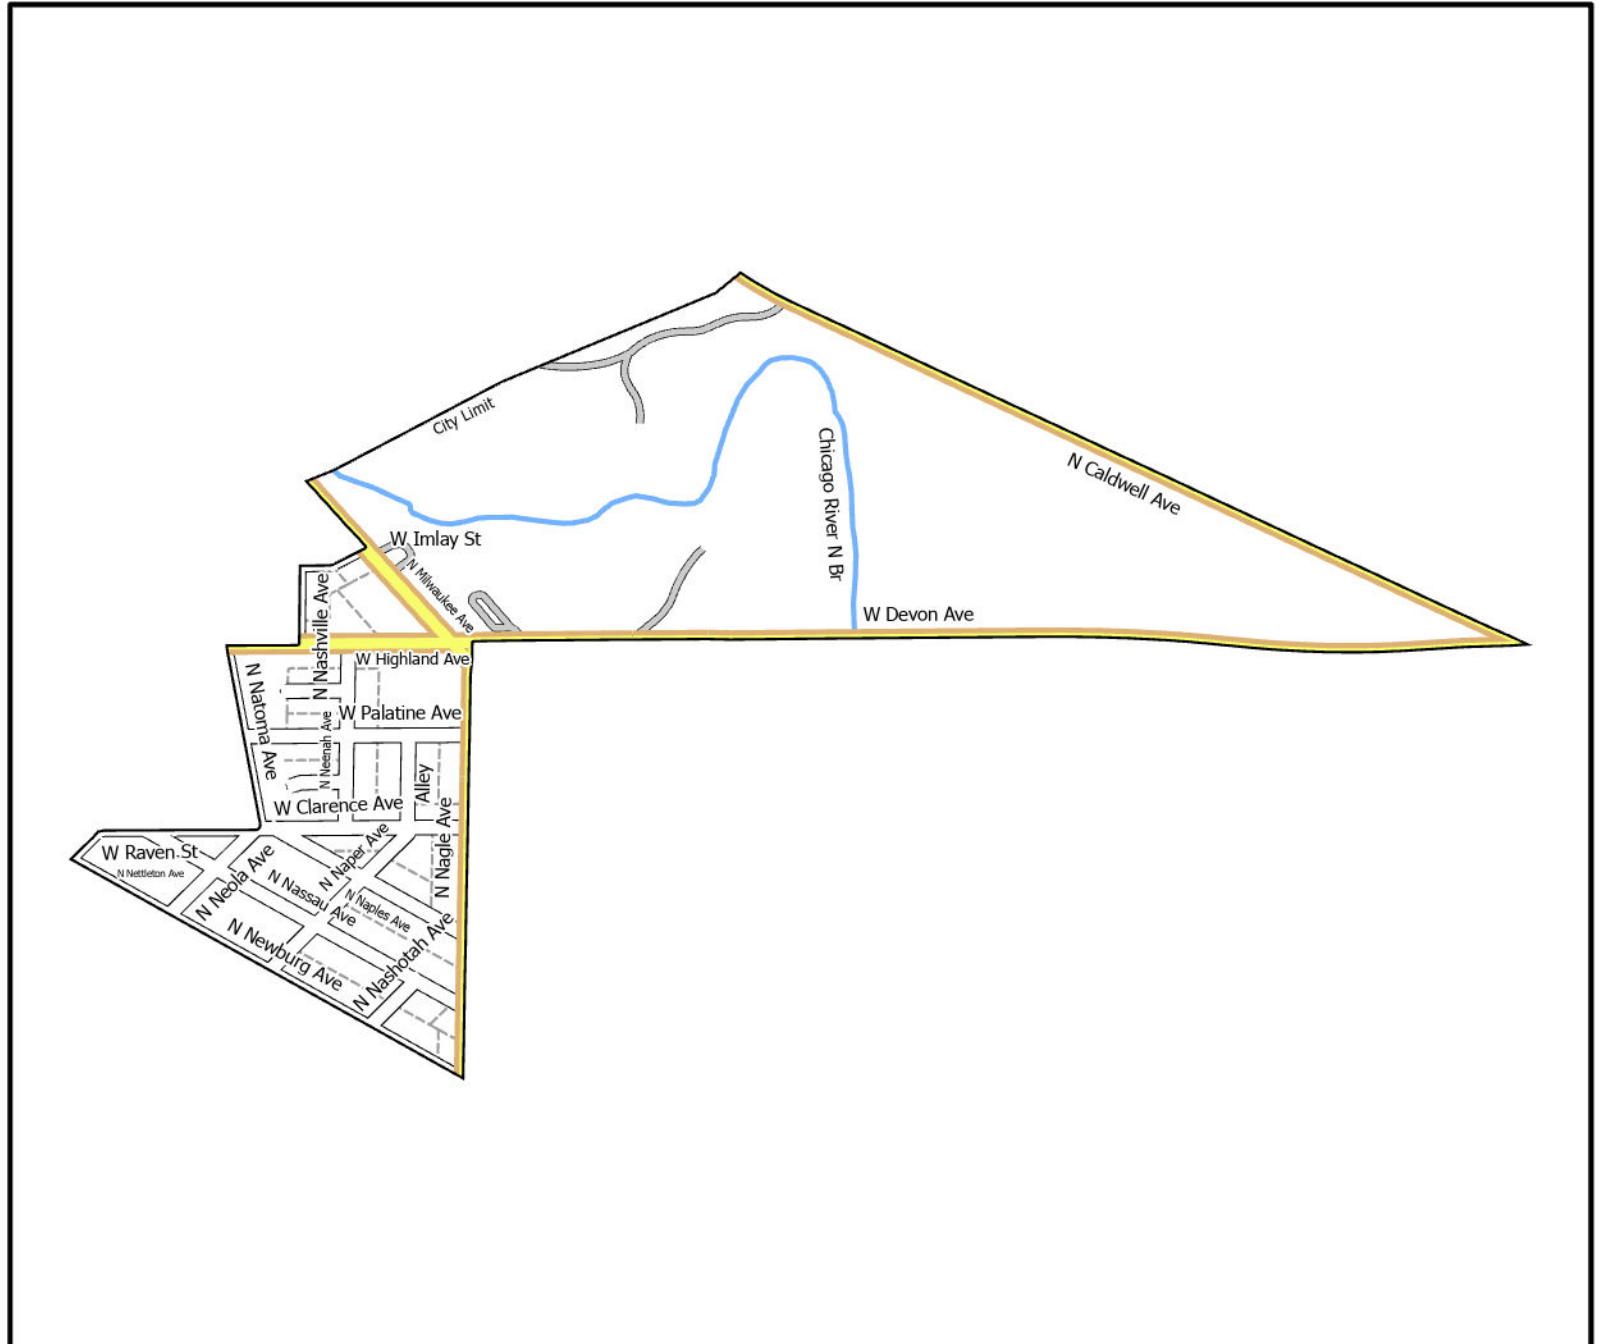 City Limit
Chicago River N Br
N Caldwell Ave
W Imlay St
N Milwaukee Ave
N Nashville Ave
W Devon Ave
W Highland Ave
N Natoma Ave
W Palatine Ave
N Neenah Ave
Alley
W Clarence Ave
N Nagle Ave
W Raven St
N Nettleton Ave
N Neola Ave
N Naper Ave
N Nassau Ave
N Naples Ave
N Newburg Ave
N Nashotah Ave